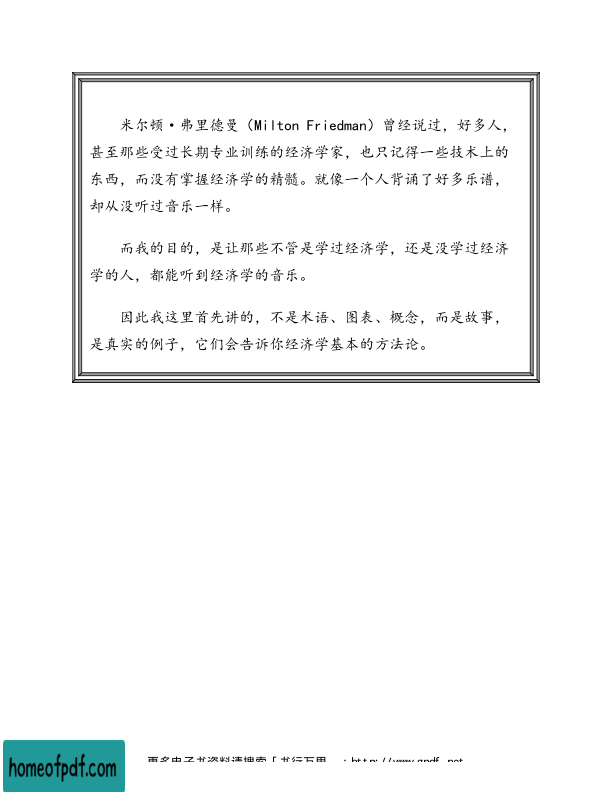 米尔顿·弗里德曼（Milton Friedman）曾经说过，好多人，
甚至那些受过长期专业训练的经济学家，也只记得一些技术上的
东西，而没有掌握经济学的精髓。就像一个人背诵了好多乐谱，
却从没听过音乐一样。
而我的目的，是让那些不管是学过经济学，还是没学过经济
学的人，都能听到经济学的音乐。
因此我这里首先讲的，不是术语、图表、概念，而是故事，
是真实的例子，它们会告诉你经济学基本的方法论。
更多电子书资料请搜索「书行万里
homeofpdf.com